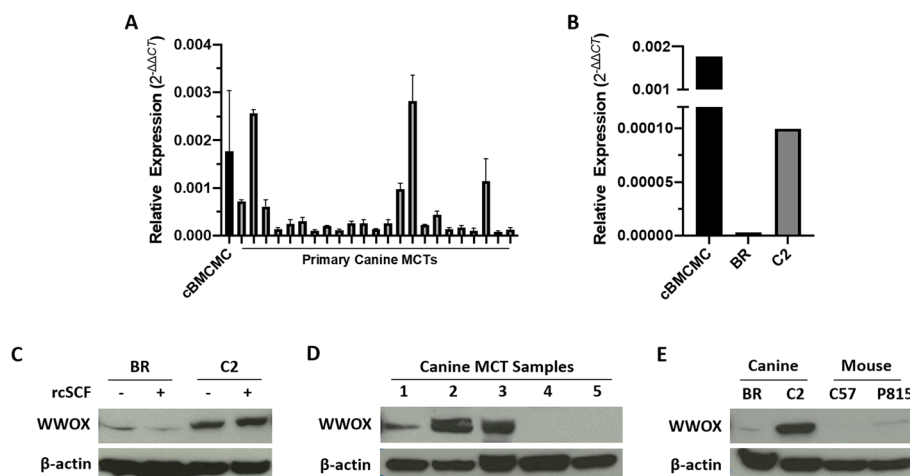 A
Relative Expression (2-ΔΔCT)
0.004
0.003
0.002
0.001
0.000
cBMCMC
Primary Canine MCTs
B
Relative Expression (2-ΔΔCT)
0.002
0.001
0.00010
0.00005
0.00000
cBMCMC
BR
C2
C
BR C2
rcSCF - + - +
WWOX
β-actin
D
Canine MCT Samples
1 2 3 4 5
WWOX
β-actin
E
Canine Mouse
BR C2 C57 P815
WWOX
β-actin